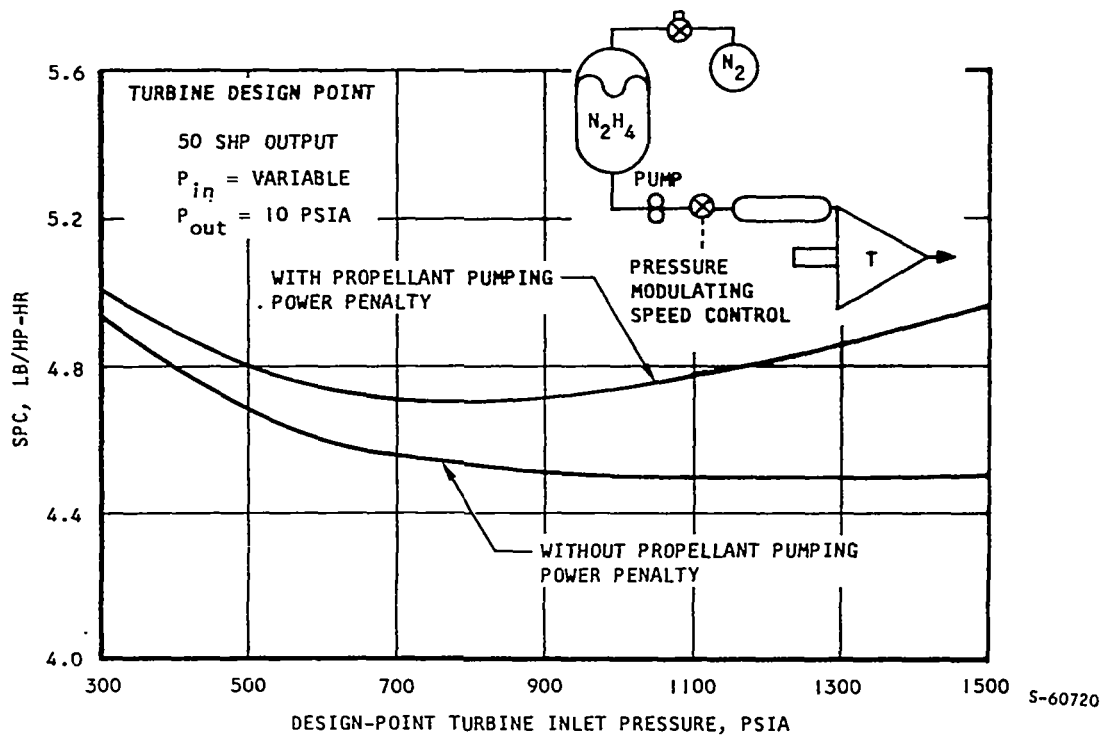 N2
5.6
TURBINE DESIGN POINT
N2H4
50 SHP OUTPUT
Pin = VARIABLE
PUMP
5.2
Pout = 10 PSIA
T
WITH PROPELLANT PUMPING
POWER PENALTY
PRESSURE
MODULATING
SPEED CONTROL
4.8
SPC, LB/HP-HR
4.4
WITHOUT PROPELLANT PUMPING
POWER PENALTY
4.0
300 500 700 900 1100 1300 1500
S-60720
DESIGN-POINT TURBINE INLET PRESSURE, PSIA